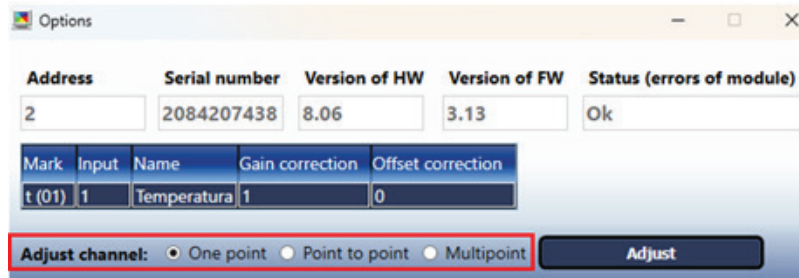 Options
Address Serial number Version of HW Version of FW Status (errors of module)
2 2084207438 8.06 3.13 Ok
Mark Input Name Gain correction Offset correction
t (01) 1 Temperatura 1 0
Adjust channel: One point Point to point Multipoint Adjust